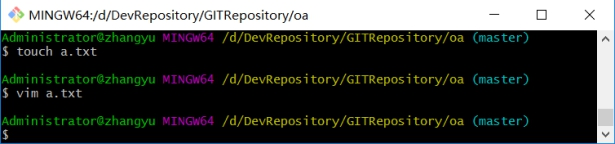 MINGW64:/d/DevRepository/GITRepository/oa
Administrator@zhangyu MINGW64 /d/DevRepository/GITRepository/oa (master)
$ touch a.txt
Administrator@zhangyu MINGW64 /d/DevRepository/GITRepository/oa (master)
$ vim a.txt
Administrator@zhangyu MINGW64 /d/DevRepository/GITRepository/oa (master)
$